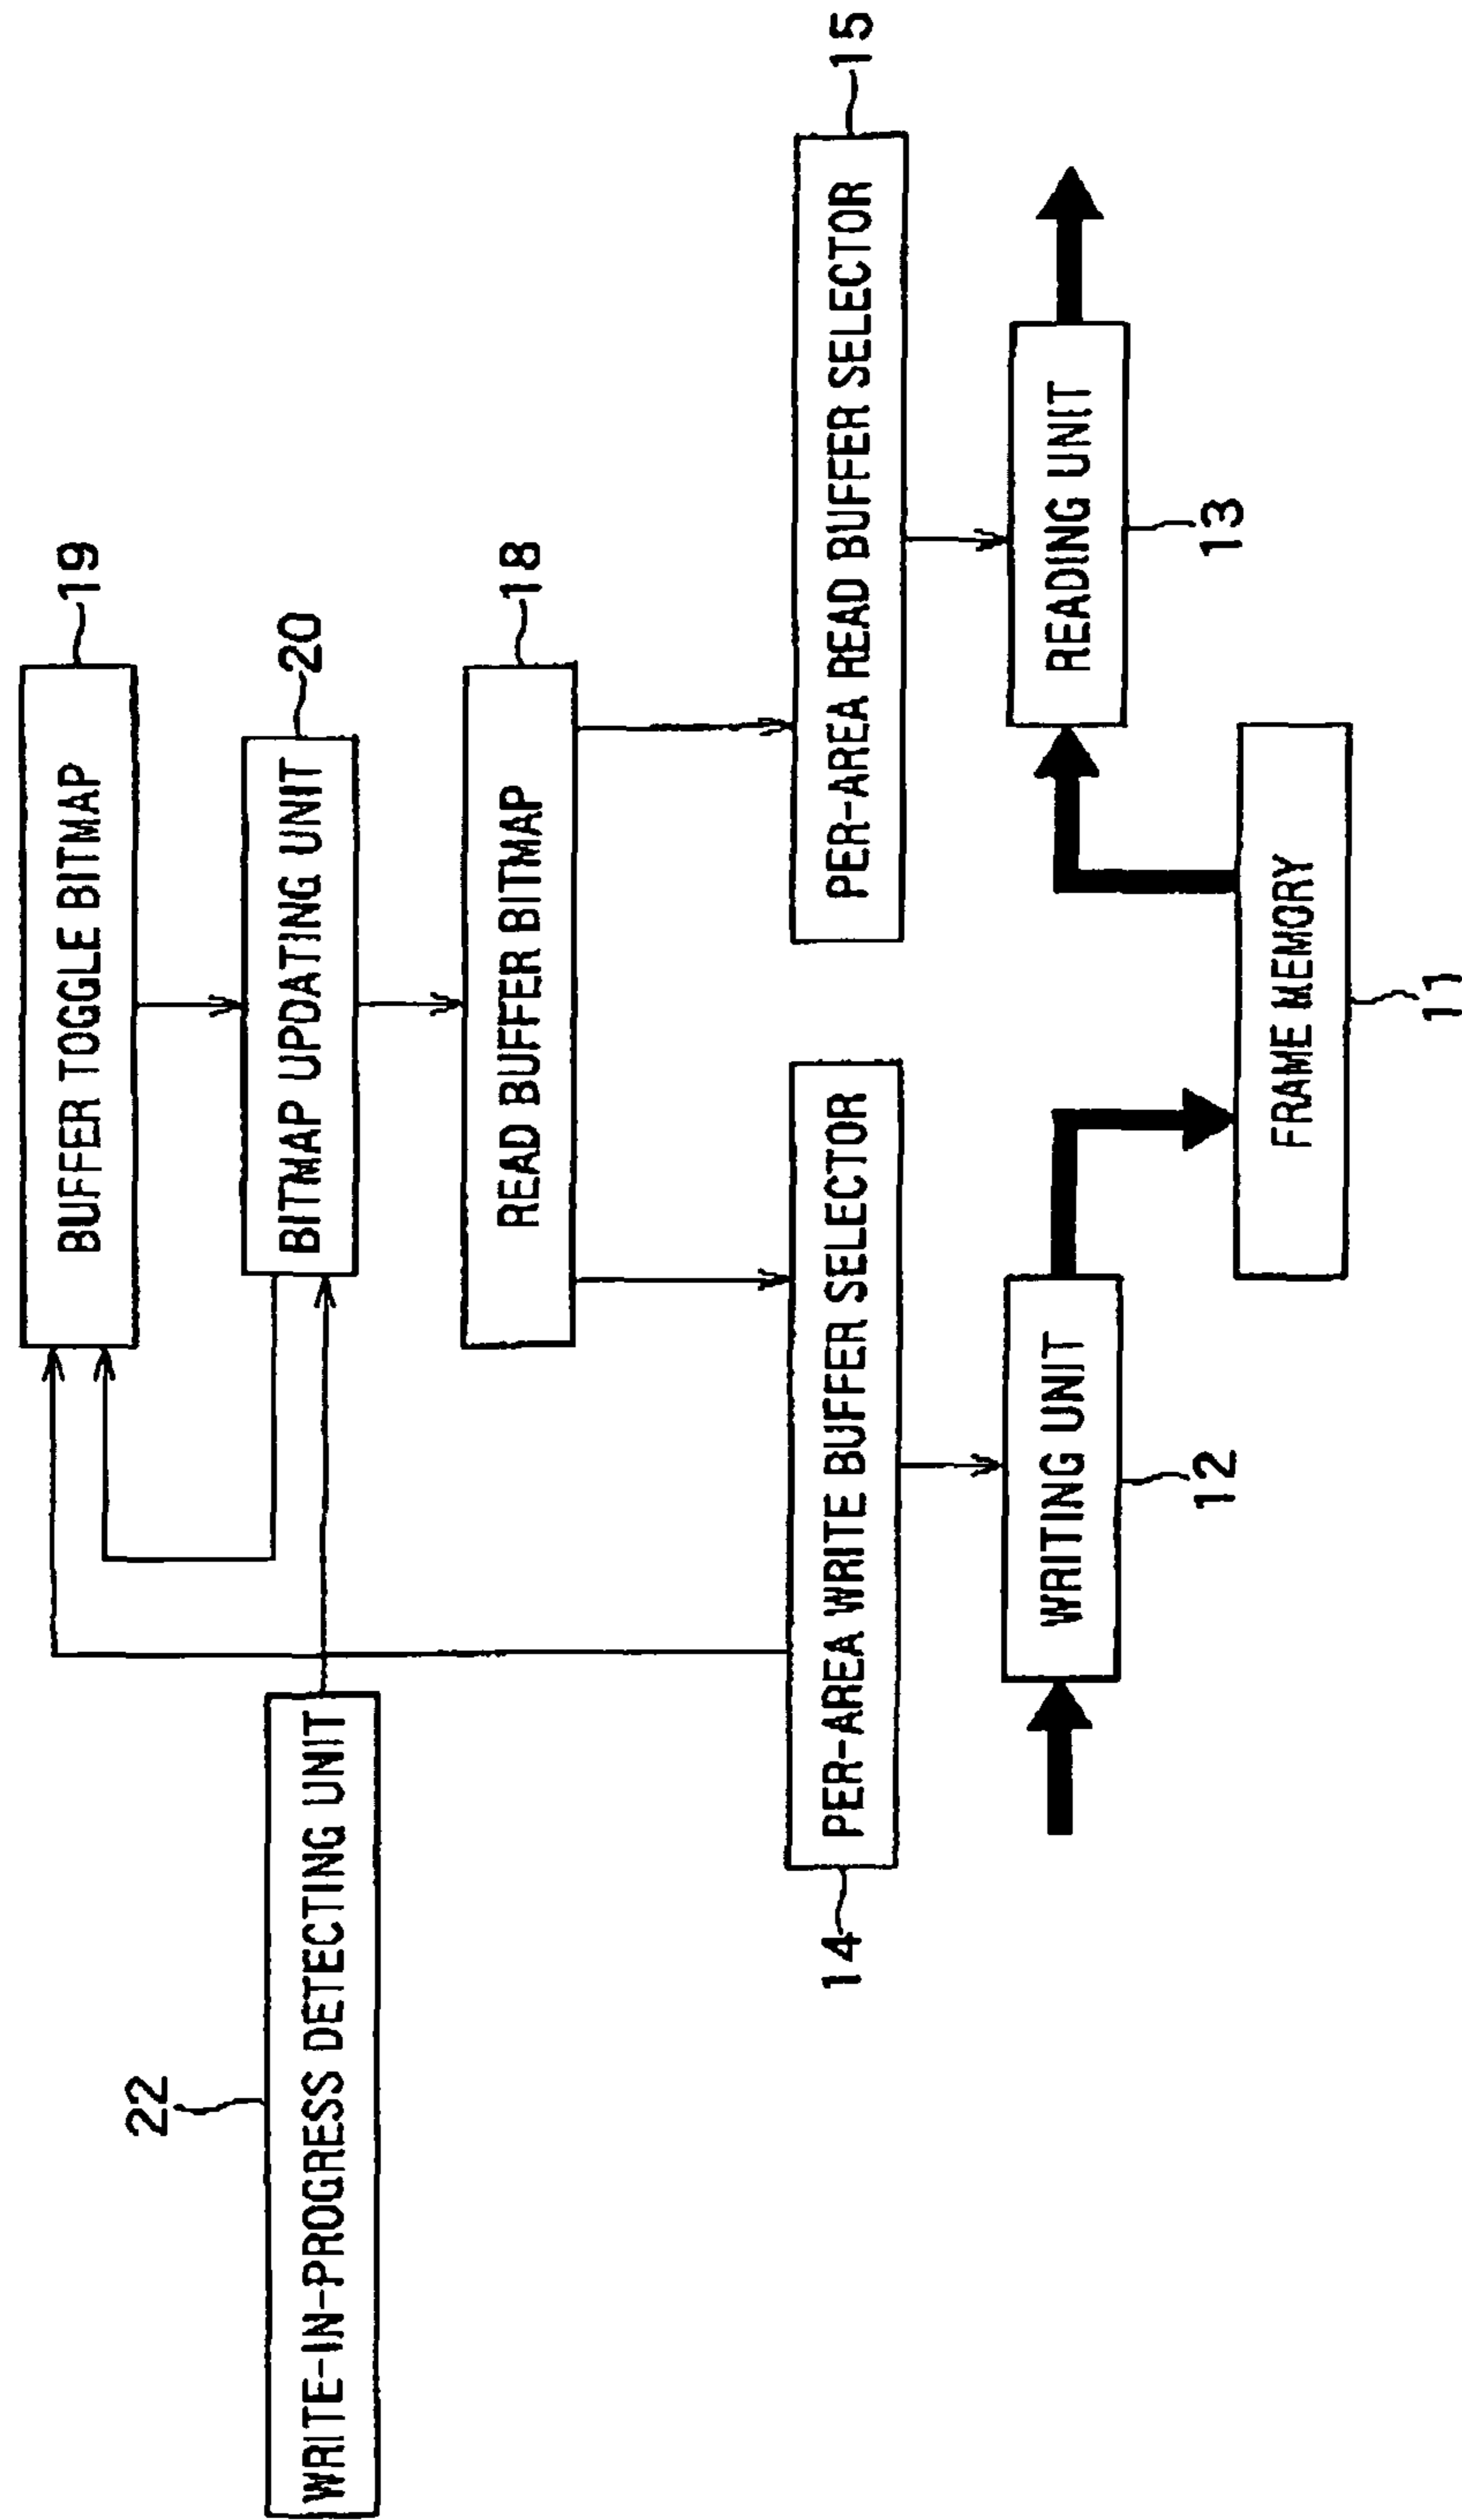 BUFFER TOGGLE BITMAP
19
22
WRITE-IN-PROGRESS DETECTING UNIT
BITMAP UPDATING UNIT
20
READ BUFFER BITMAP
18
14
PER-AREA WRITE BUFFER SELECTOR
PER-AREA READ BUFFER SELECTOR
15
WRITING UNIT
12
READING UNIT
13
FRAME MEMORY
11